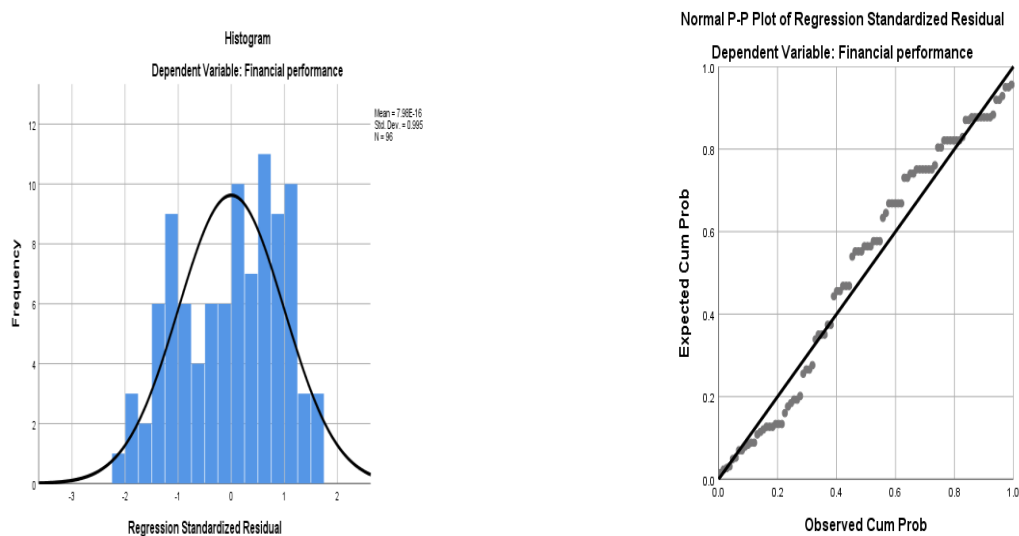 Histogram
Dependent Variable: Financial performance
Mean = 7.98E-16
Std. Dev. = 0.995
N = 96
Frequency
12
10
8
6
4
2
0
-3 -2 -1 0 1 2
Regression Standardized Residual
Normal P-P Plot of Regression Standardized Residual
Dependent Variable: Financial performance
Expected Cum Prob
1.0
0.8
0.6
0.4
0.2
0.0
0.0 0.2 0.4 0.6 0.8 1.0
Observed Cum Prob